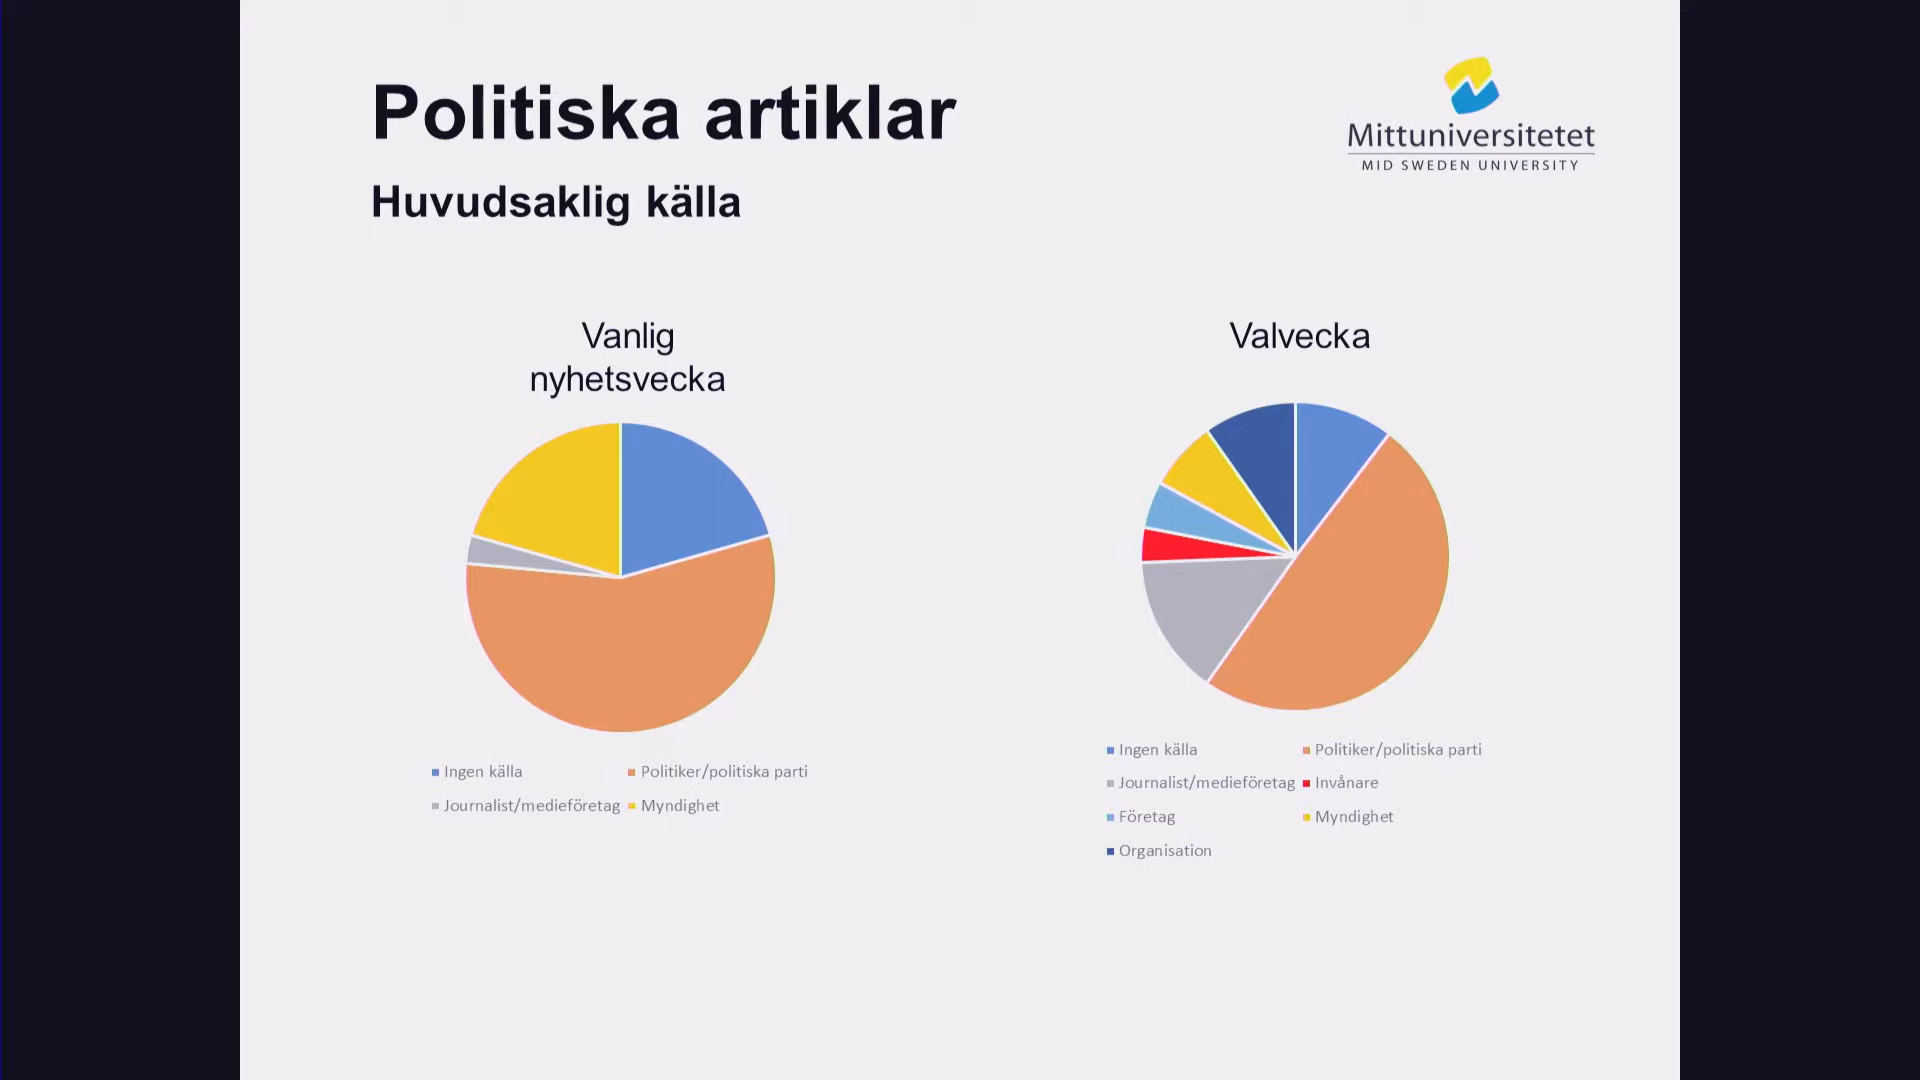 Politiska artiklar
Huvudsaklig källa
Mittuniversitetet
MID SWEDEN UNIVERSITY
Vanlig
nyhetsvecka
Ingen källa
Politiker/politiska parti
Journalist/medieföretag
Myndighet
Valvecka
Ingen källa
Politiker/politiska parti
Journalist/medieföretag
Invånare
Företag
Myndighet
Organisation